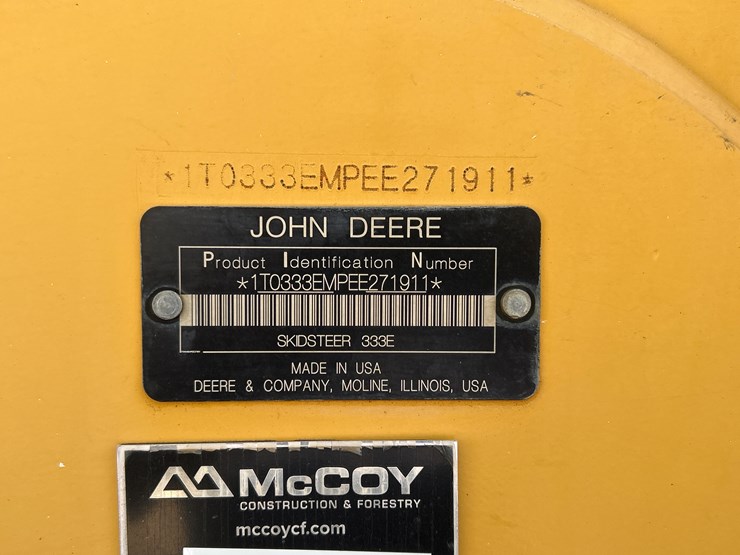 *1T0333EMPEE271911*
JOHN DEERE
Product Identification Number
*1T0333EMPEE271911*
SKIDSTEER 333E
MADE IN USA
DEERE & COMPANY, MOLINE, ILLINOIS, USA
McCOY
CONSTRUCTION & FORESTRY
mccoycf.com